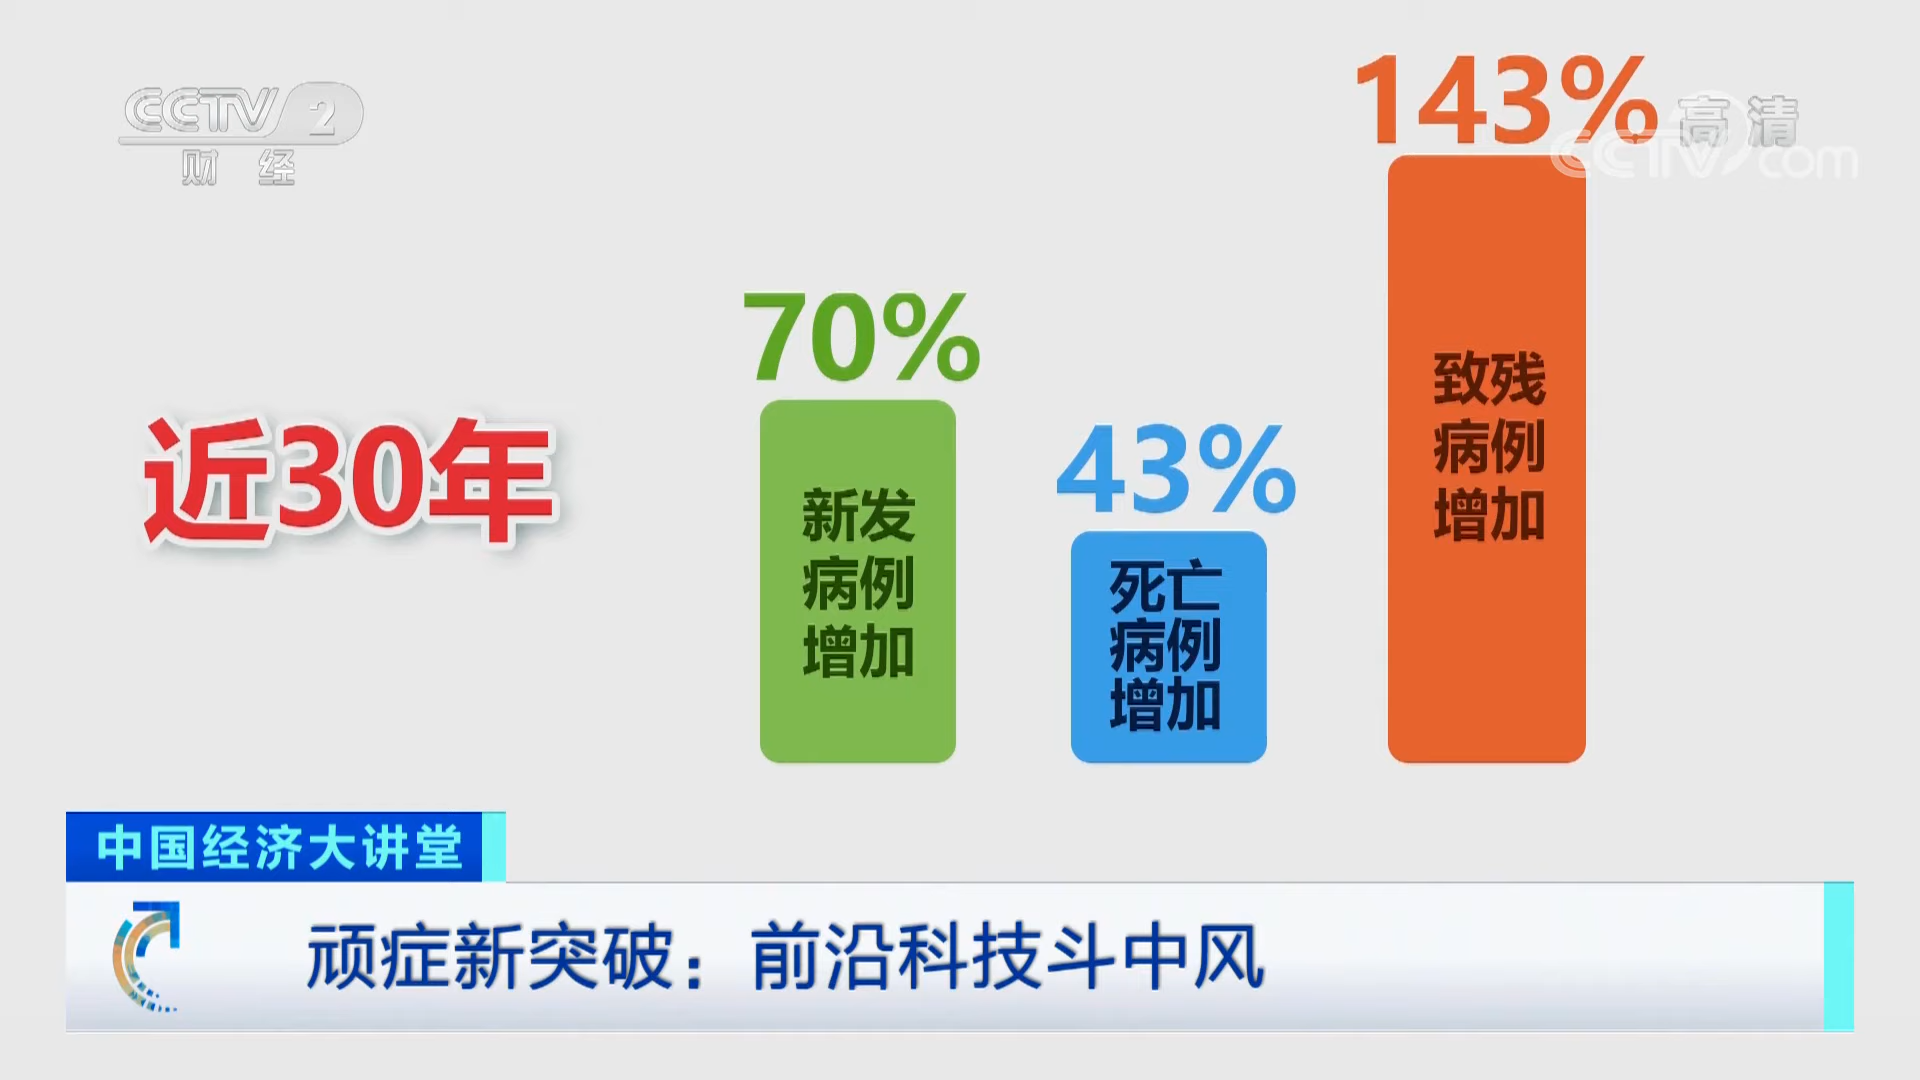 CCTV 2
财 经
高清
CCTV.com
近30年
70%
新发
病例
增加
43%
死亡
病例
增加
143%
致残
病例
增加
中国经济大讲堂
顽症新突破：前沿科技斗中风